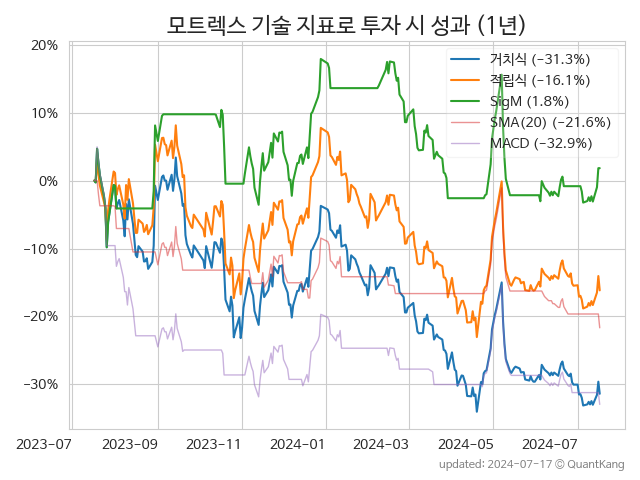 모트렉스 기술 지표로 투자 시 성과 (1년)
20%
10%
0%
−10%
−20%
−30%
거치식 (−31.3%)
적립식 (−16.1%)
SigM (1.8%)
SMA(20) (−21.6%)
MACD (−32.9%)
2023-07
2023-09
2023-11
2024-01
2024-03
2024-05
2024-07
updated: 2024-07-17 © QuantKang